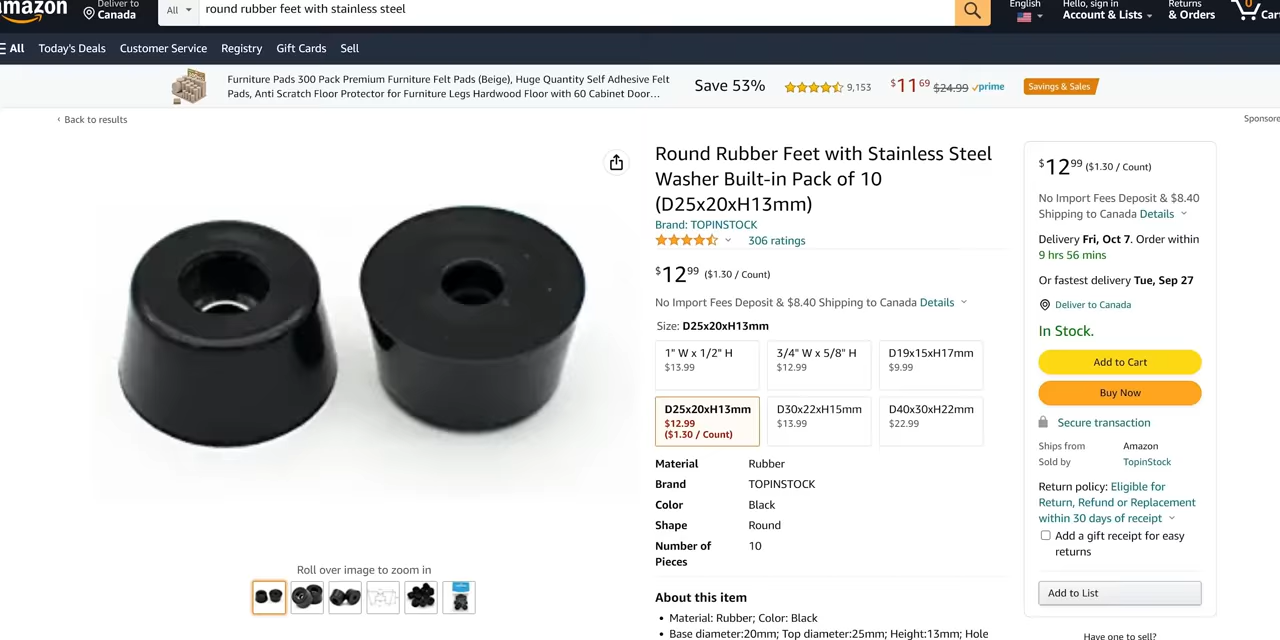 amazon
Deliver to
Canada
All
round rubber feet with stainless steel
English
Hello, sign in
Account & Lists
Returns
& Orders
0
Cart
All
Today's Deals
Customer Service
Registry
Gift Cards
Sell
Furniture Pads 300 Pack Premium Furniture Felt Pads (Beige), Huge Quantity Self Adhesive Felt
Pads, Anti Scratch Floor Protector for Furniture Legs Hardwood Floor with 60 Cabinet Door...
Save 53%
9,153
$11 69 $24.99 prime
Savings & Sales
‹ Back to results
Sponsore
Round Rubber Feet with Stainless Steel
Washer Built-in Pack of 10
(D25x20xH13mm)
Brand: TOPINSTOCK
306 ratings
$12 99 ($1.30 / Count)
No Import Fees Deposit & $8.40 Shipping to Canada Details
Size: D25x20xH13mm
1" W x 1/2" H
$13.99
3/4" W x 5/8" H
$12.99
D19x15xH17mm
$9.99
D25x20xH13mm
$12.99
($1.30 / Count)
D30x22xH15mm
$13.99
D40x30xH22mm
$22.99
Material Rubber
Brand TOPINSTOCK
Color Black
Shape Round
Number of 10
Pieces
About this item
• Material: Rubber; Color: Black
• Base diameter:20mm; Top diameter:25mm; Height:13mm; Hole
Roll over image to zoom in
$12 99 ($1.30 / Count)
No Import Fees Deposit & $8.40
Shipping to Canada Details
Delivery Fri, Oct 7. Order within
9 hrs 56 mins
Or fastest delivery Tue, Sep 27
Deliver to Canada
In Stock.
Add to Cart
Buy Now
Secure transaction
Ships from Amazon
Sold by TopinStock
Return policy: Eligible for
Return, Refund or Replacement
within 30 days of receipt
Add a gift receipt for easy
returns
Add to List
Have one to sell?